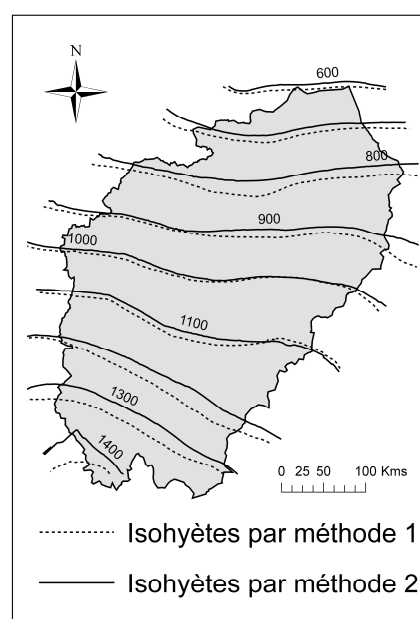 N
600
800
900
1000
1100
1300
1400
0 25 50 100 Kms
Isohyètes par méthode 1
Isohyètes par méthode 2